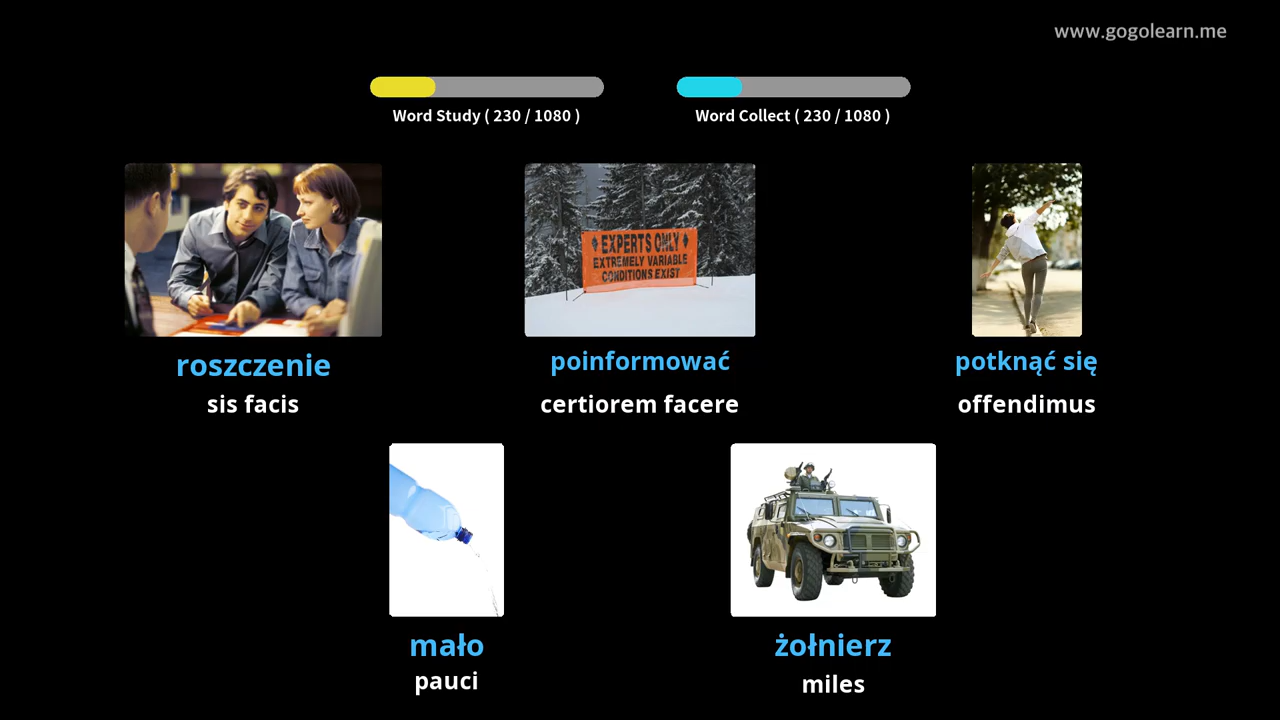 www.gogolearn.me
Word Study ( 230 / 1080 )
Word Collect ( 230 / 1080 )
EXPERTS ONLY
EXTREMELY VARIABLE
CONDITIONS EXIST
roszczenie
sis facis
poinformować
certiorem facere
potknąć się
offendimus
mało
pauci
żołnierz
miles